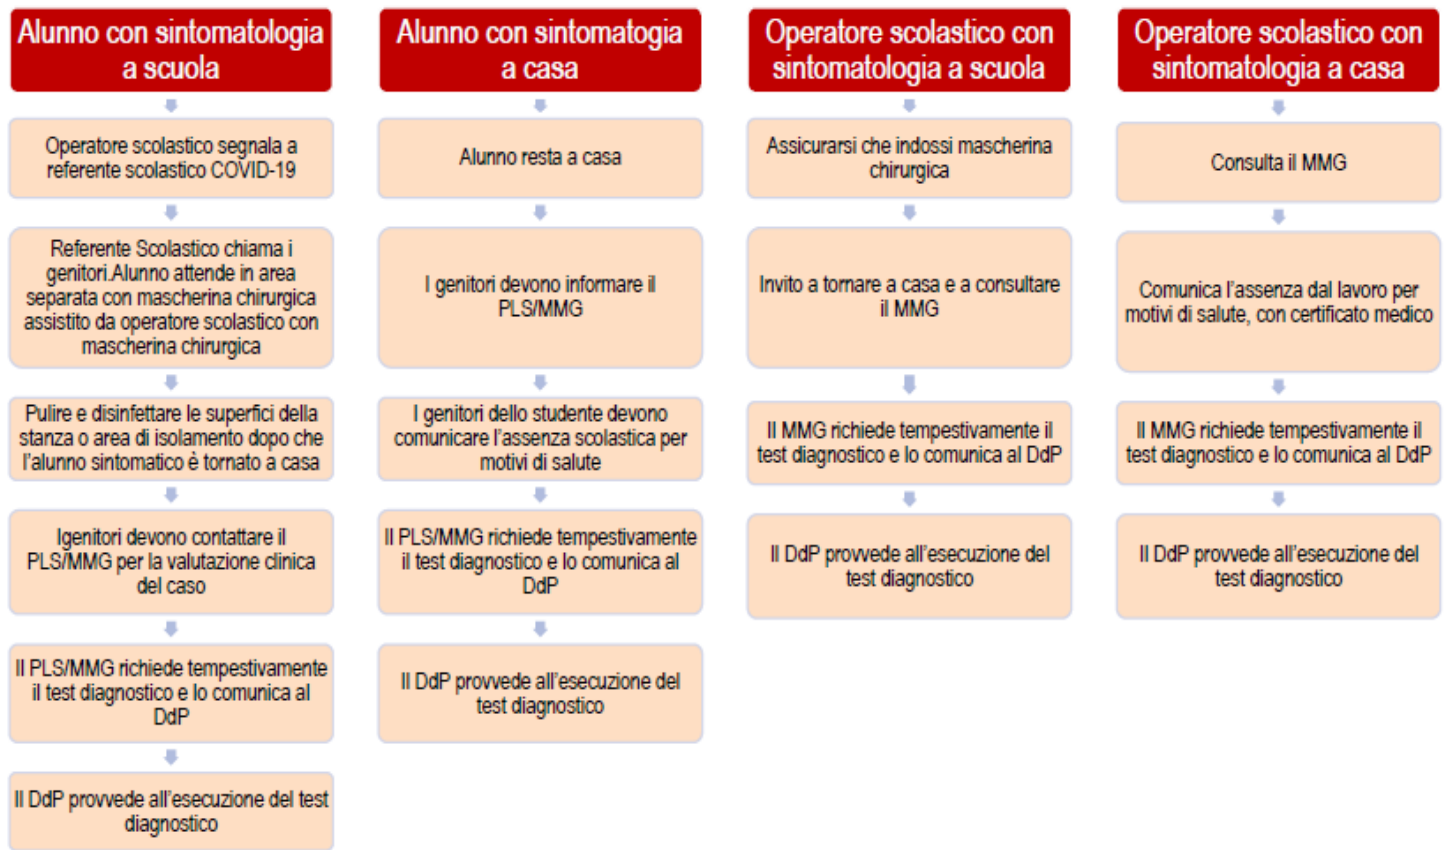 Alunno con sintomatologia
a scuola
Operatore scolastico segnala a
referente scolastico COVID-19
Referente Scolastico chiama i
genitori.Alunno attende in area
separata con mascherina chirurgica
assistito da operatore scolastico con
mascherina chirurgica
Pulire e disinfettare le superfici della
stanza o area di isolamento dopo che
l'alunno sintomatico è tornato a casa
Igenitori devono contattare il
PLS/MMG per la valutazione clinica
del caso
Il PLS/MMG richiede tempestivamente
il test diagnostico e lo comunica al
DdP
Il DdP provvede all'esecuzione del test
diagnostico
Alunno con sintomatogia
a casa
Alunno resta a casa
I genitori devono informare il
PLS/MMG
I genitori dello studente devono
comunicare l'assenza scolastica per
motivi di salute
Il PLS/MMG richiede tempestivamente
il test diagnostico e lo comunica al
DdP
Il DdP provvede all'esecuzione del
test diagnostico
Operatore scolastico con
sintomatologia a scuola
Assicurarsi che indossi mascherina
chirurgica
Invito a tornare a casa e a consultare
il MMG
Il MMG richiede tempestivamente il
test diagnostico e lo comunica al DdP
Il DdP provvede all'esecuzione del
test diagnostico
Operatore scolastico con
sintomatologia a casa
Consulta il MMG
Comunica l'assenza dal lavoro per
motivi di salute, con certificato medico
Il MMG richiede tempestivamente il
test diagnostico e lo comunica al DdP
Il DdP provvede all'esecuzione del
test diagnostico